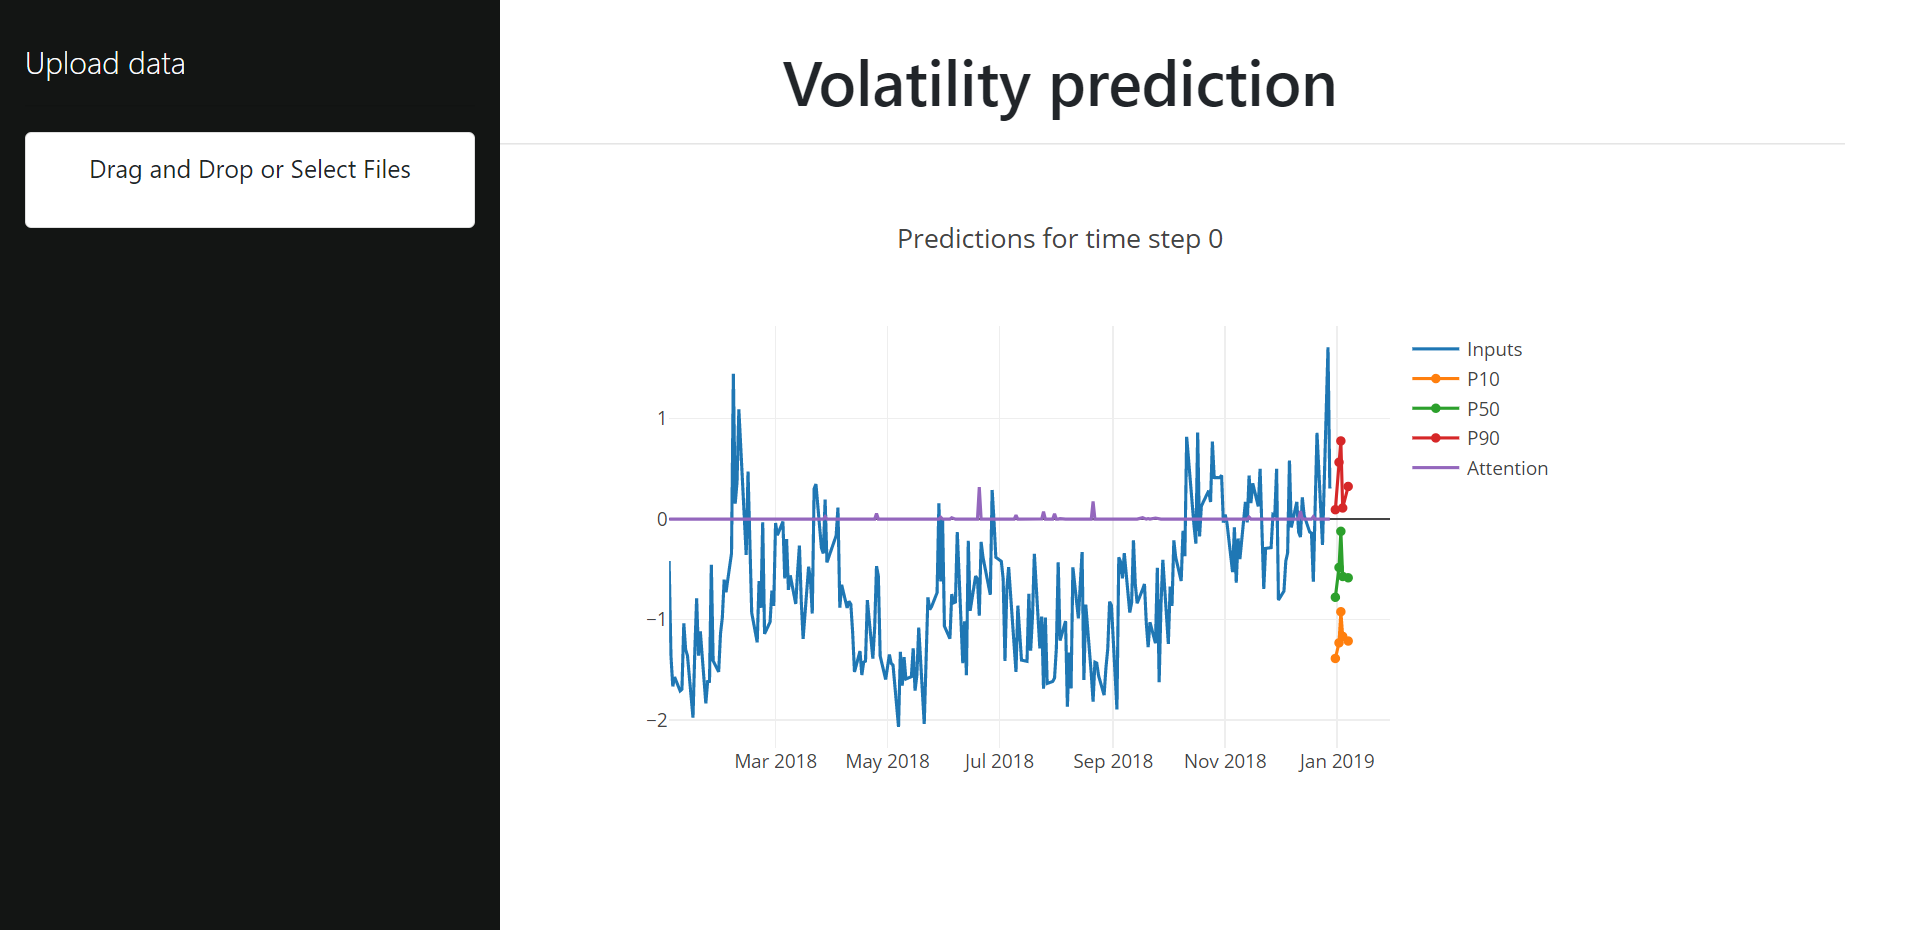 Upload data
Drag and Drop or Select Files
Volatility prediction
Predictions for time step 0
Inputs
P10
P50
P90
Attention
1
0
−1
−2
Mar 2018 May 2018 Jul 2018 Sep 2018 Nov 2018 Jan 2019